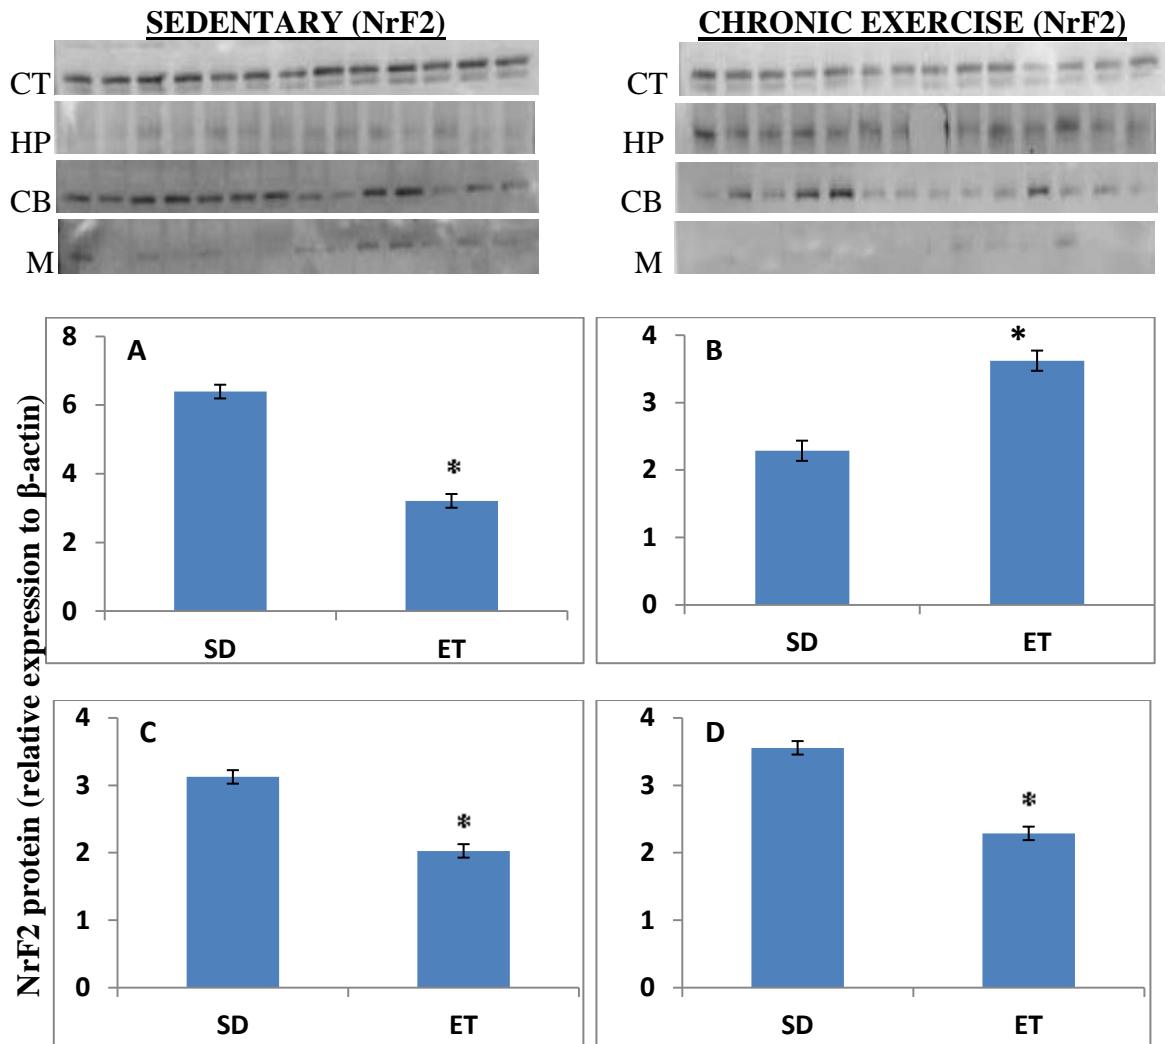 SEDENTARY (NrF2)
CT
HP
CB
M
CHRONIC EXERCISE (NrF2)
CT
HP
CB
M
NrF2 protein (relative expression to β-actin)
A
8
6
4
2
0
*
SD
ET
B
4
3
2
1
0
*
SD
ET
C
4
3
2
1
0
*
SD
ET
D
4
3
2
1
0
*
SD
ET